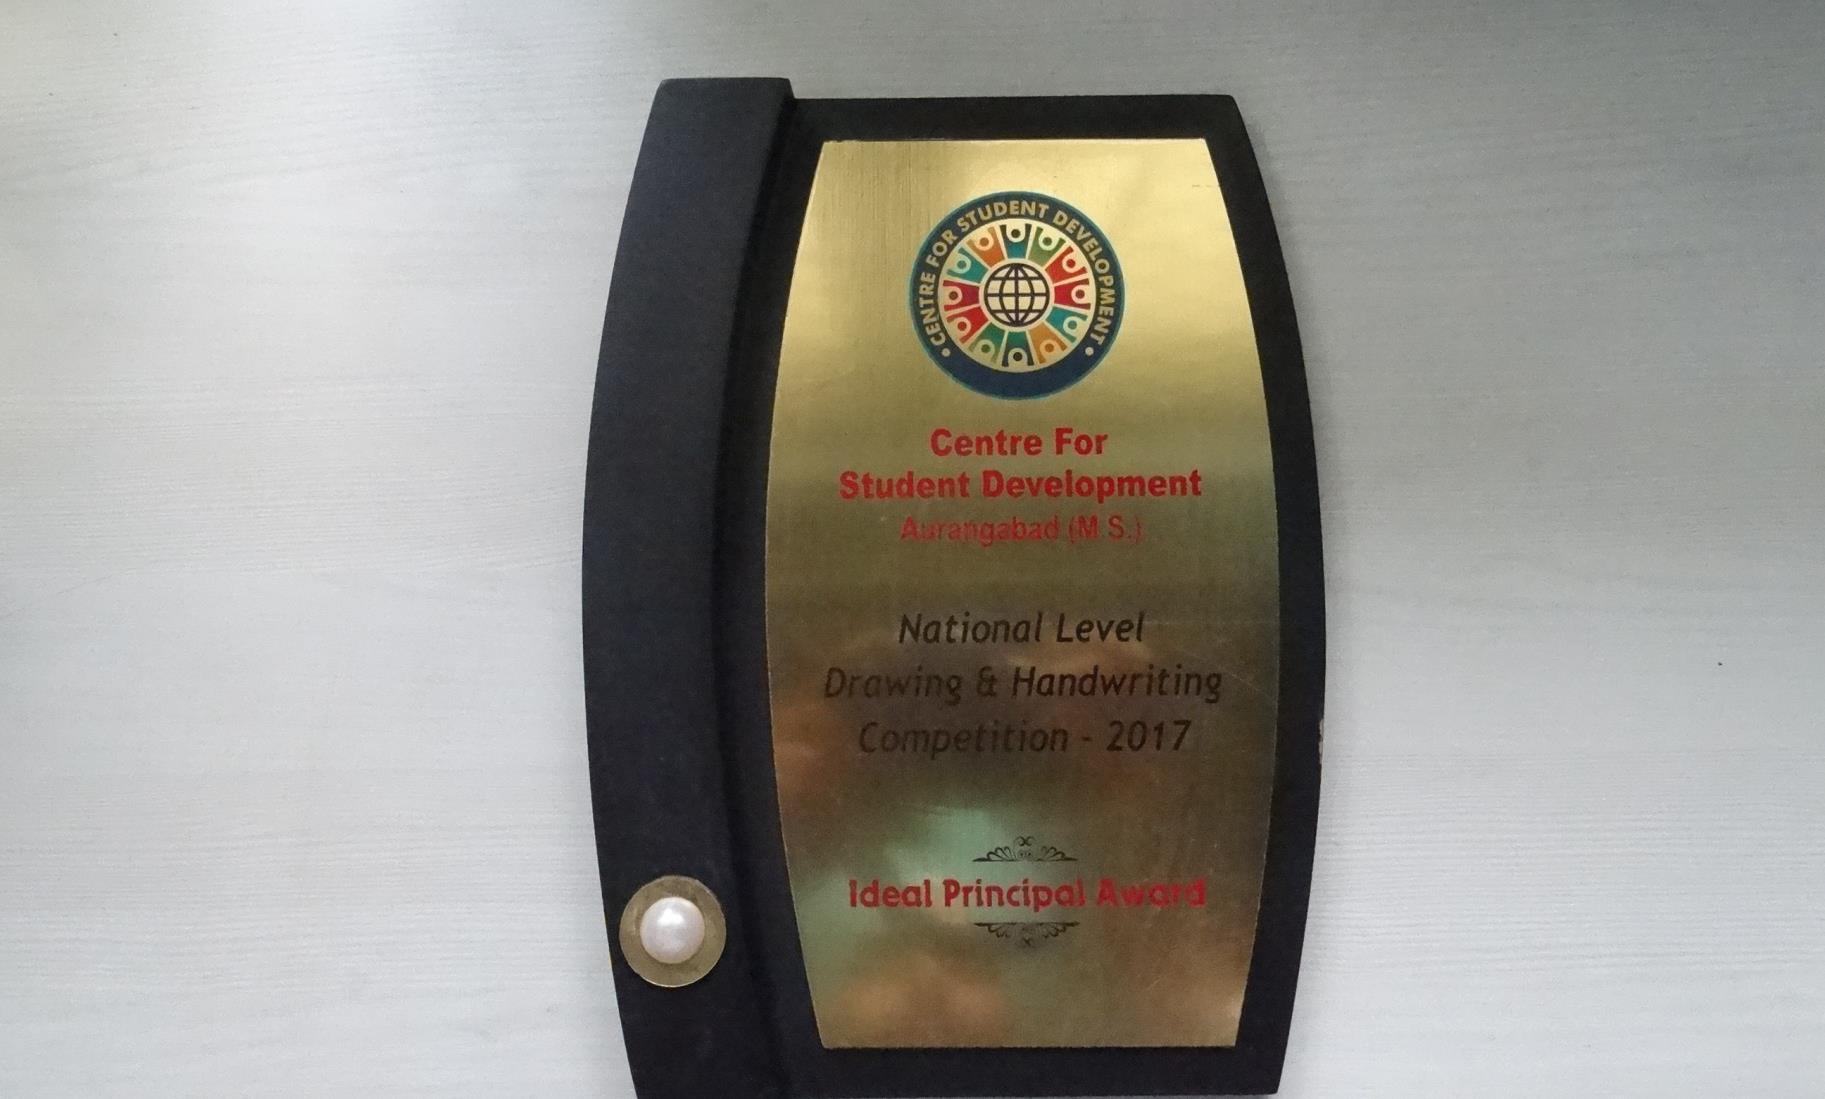 CENTRE FOR STUDENT DEVELOPMENT
Centre For
Student Development
Aurangabad (M.S.)
National Level
Drawing & Handwriting
Competition - 2017
Ideal Principal Award